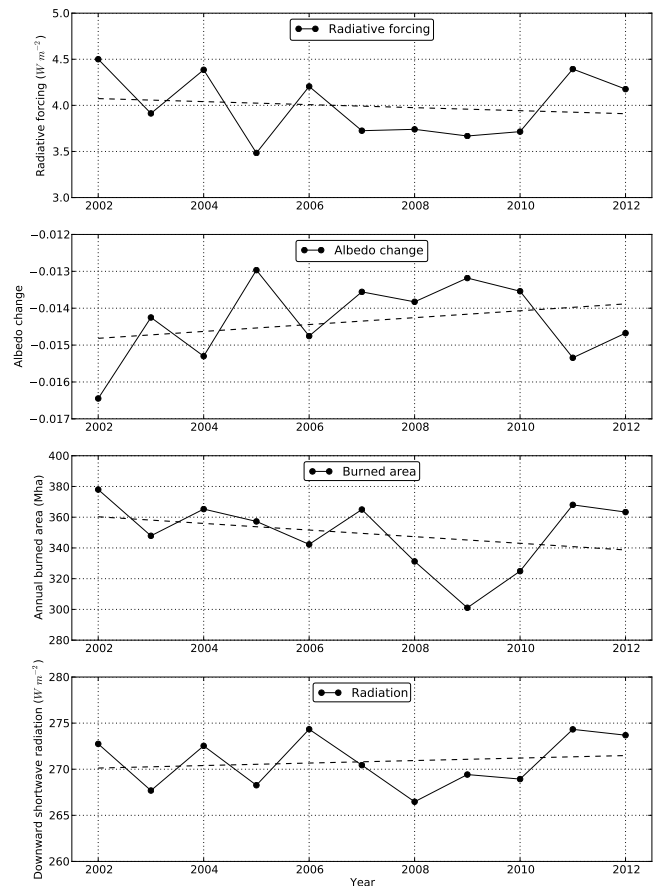 Radiative forcing
Radiative forcing (W m−2)
5.0
4.5
4.0
3.5
3.0
2002 2004 2006 2008 2010 2012
Albedo change
Albedo change
−0.012
−0.013
−0.014
−0.015
−0.016
−0.017
2002 2004 2006 2008 2010 2012
Burned area
Annual burned area (Mha)
400
380
360
340
320
300
280
2002 2004 2006 2008 2010 2012
Radiation
Downward shortwave radiation (W m−2)
280
275
270
265
260
2002 2004 2006 2008 2010 2012
Year